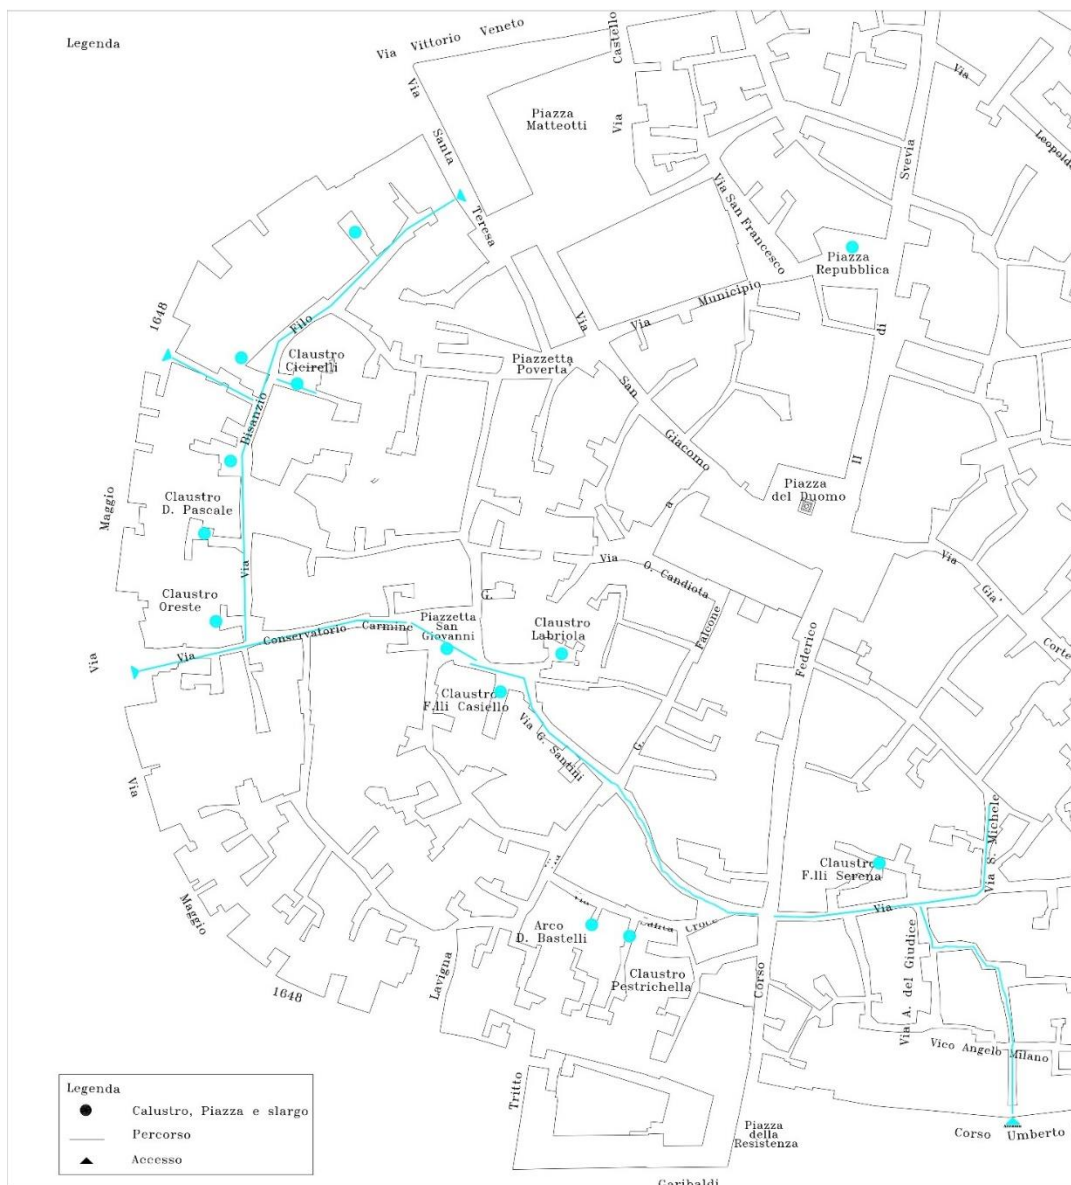 Legenda
Via Vittorio Veneto
Via Castello
Via Santa Teresa
Piazza
Matteotti
Via
Leopoldo
Svevia
Via San Francesco
Piazza
Repubblica
Via Municipio
di
1648
Filo
Claustro
Cicirelli
Piazzetta
Poverta'
Via
San
Giacomo
Bisanzio
II
Piazza
del Duomo
Maggio
Claustro
D. Pascale
a
Via
Via O. Candiota
Via
Gia'
Corte
Claustro
Oreste
G.
Falcone
Federico
Via
Via Conservatorio Carmine
Piazzetta
San
Giovanni
Claustro
Labriola
Claustro
F.lli Casiello
Via G. Santini
G.
Via
Maggio
1648
Via S. Michele
Claustro
F.lli Serena
Via
Via
Santa Croce
Arco
D. Bastelli
Claustro
Pestrichella
Lavigna
Corso
Via A. del Giudice
Vico Angelo Milano
Tritto
Piazza
della
Resistenza
Corso Umberto
Garibaldi
Legenda
Calustro, Piazza e slargo
Percorso
Accesso